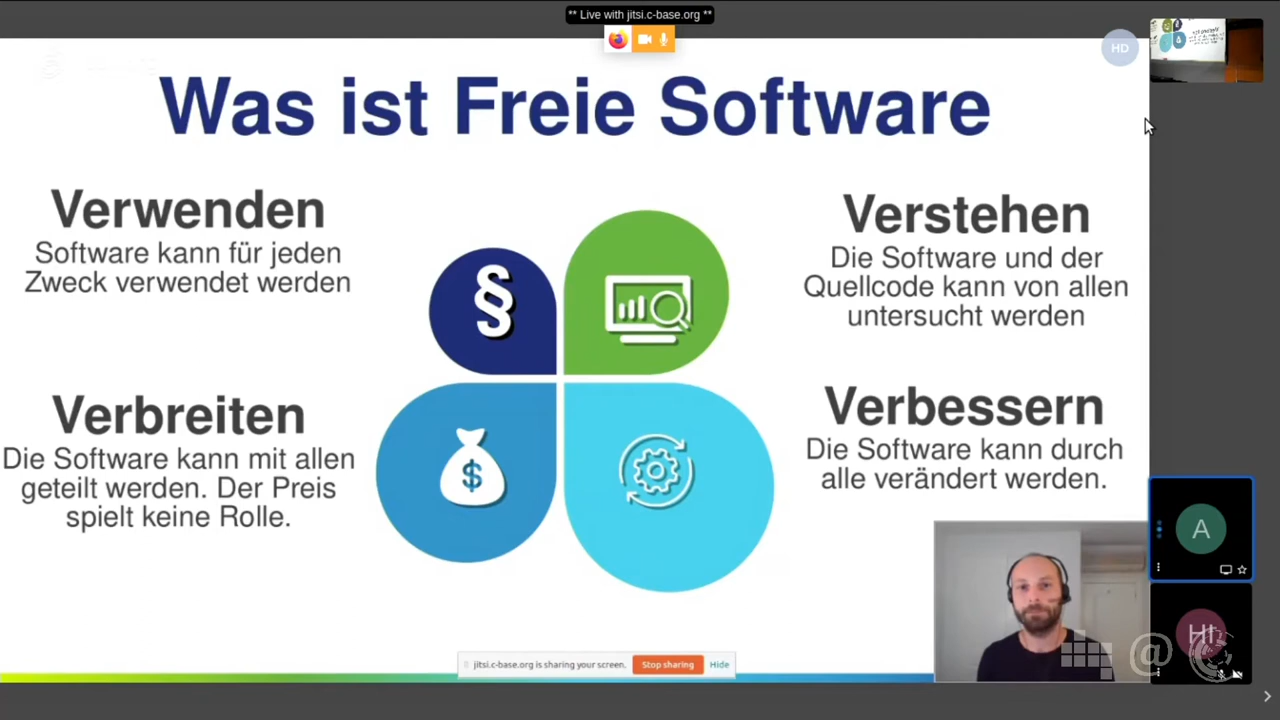 ** Live with jitsi.c-base.org **
HD
Was ist Freie Software
Verwenden
Software kann für jeden
Zweck verwendet werden
Verstehen
Die Software und der
Quellcode kann von allen
untersucht werden
§
Verbreiten
Die Software kann mit allen
geteilt werden. Der Preis
spielt keine Rolle.
$
Verbessern
Die Software kann durch
alle verändert werden.
A
HI
@
jitsi.c-base.org is sharing your screen.
Stop sharing
Hide